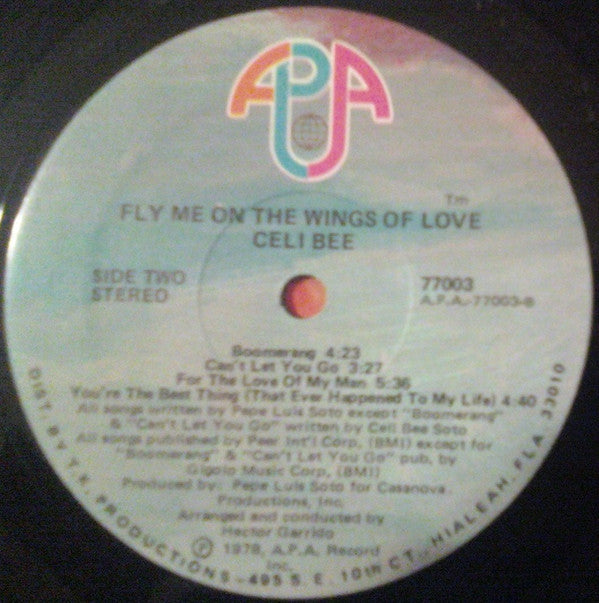 APA
Tm
FLY ME ON THE WINGS OF LOVE
CELI BEE
SIDE TWO
STEREO
77003
A.P.A.-77003-B
Boomerang 4:23
Can't Let You Go 3:27
For The Love Of My Man 5:36
You're The Best Thing (That Ever Happened To My Life) 4:40
All songs written by Pepe Luis Soto except "Boomerang"
& "Can't Let You Go" written by Celi Bee Soto
All songs published by Peer Int'l Corp, (BMI) except for
"Boomerang" & "Can't Let You Go" pub, by
Gigolo Music Corp, (BMI)
Produced by: Pepe Luis Soto for Casanova
Productions, Inc.
Arranged and conducted by
Hector Garrido
Ⓟ 1978, A.P.A. Record
Inc.
DIST. BY T.K. PRODUCTIONS-495 S. E. 10th CT., HIALEAH, FLA 33010